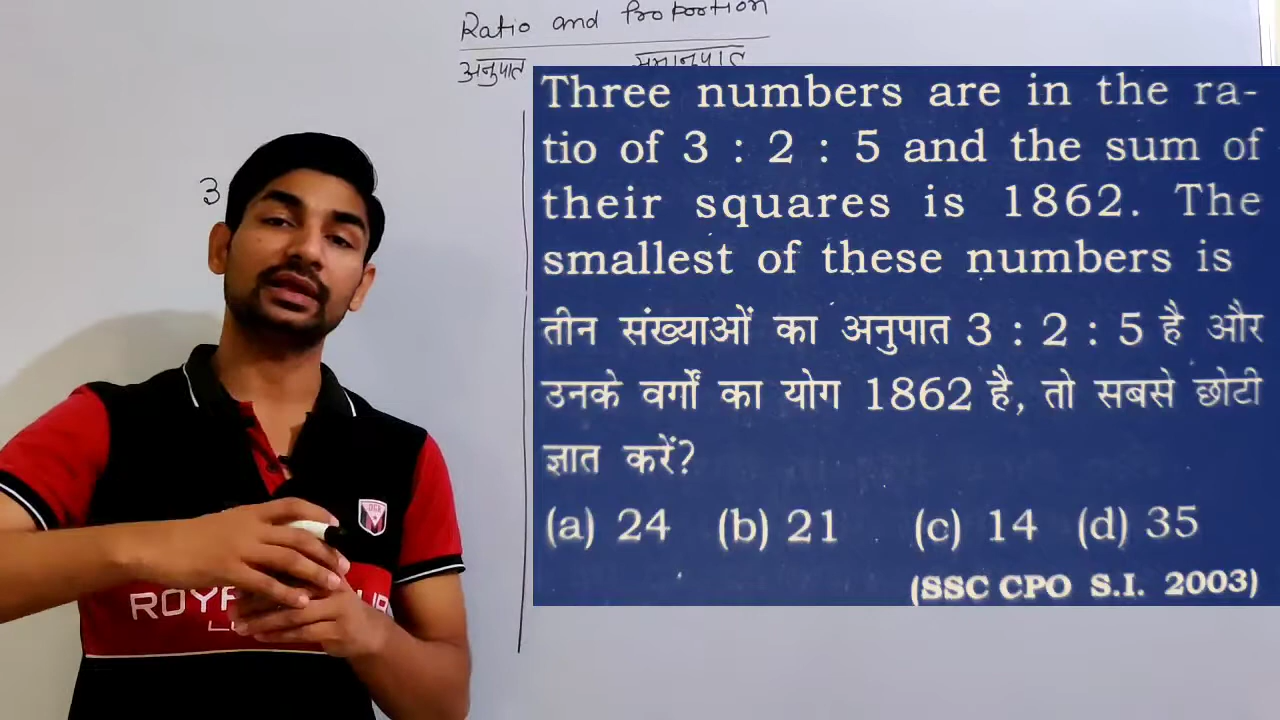 Ratio and Proportion
अनुपात समानुपात
3
Three numbers are in the ra-
tio of 3 : 2 : 5 and the sum of
their squares is 1862. The
smallest of these numbers is
तीन संख्याओं का अनुपात 3 : 2 : 5 है और
उनके वर्गों का योग 1862 है, तो सबसे छोटी
ज्ञात करें?
(a) 24 (b) 21 (c) 14 (d) 35
(SSC CPO S.I. 2003)